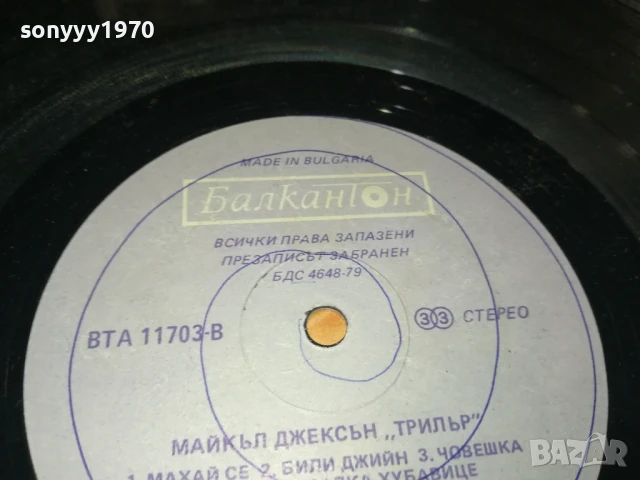 sonyyy1970
MADE IN BULGARIA
Балкантон
ВСИЧКИ ПРАВА ЗАПАЗЕНИ
ПРЕЗАПИСЪТ ЗАБРАНЕН
БДС 4648-79
ВТА 11703-В
33 СТЕРЕО
МАЙКЪЛ ДЖЕКСЪН „ТРИЛЪР"
1. МАХАЙ СЕ 2. БИЛИ ДЖИЙН 3. ЧОВЕШКА
ХУБАВИЦЕ
BAZAR